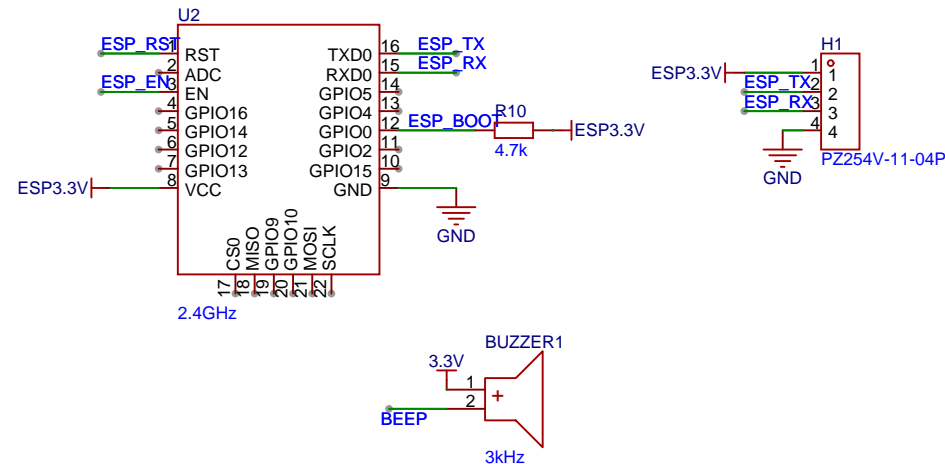 U2
ESP_RST 1 RST TXD0 16 ESP_TX
2 ADC RXD0 15 ESP_RX
ESP_EN 3 EN GPIO5 14
4 GPIO16 GPIO4 13
5 GPIO14 GPIO0 12 ESP_BOOT R10 ESP3.3V
4.7k
6 GPIO12 GPIO2 11
7 GPIO13 GPIO15 10
ESP3.3V 8 VCC GND 9
GND
CS0 MISO GPIO9 GPIO10 MOSI SCLK
17 18 19 20 21 22
2.4GHz
H1
ESP3.3V 1 1
ESP_TX 2 2
ESP_RX 3 3
4 4
GND
PZ254V-11-04P
BUZZER1
3.3V
1 +
BEEP 2
3kHz